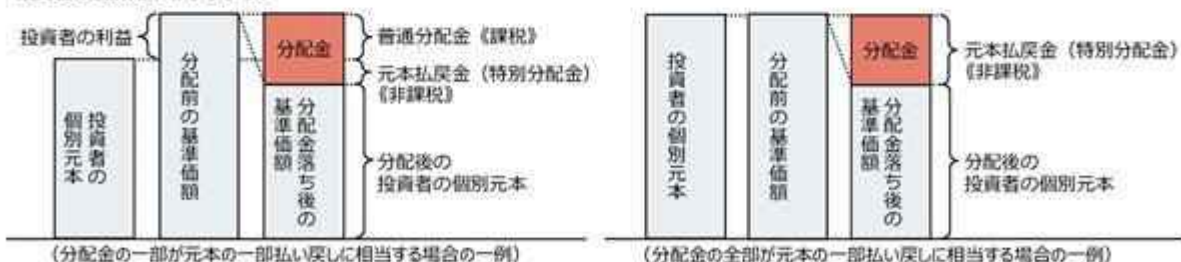 投資者の利益
投資者の
個別元本
分配前の基準価額
分配金
分配金落ち後の
基準価額
普通分配金《課税》
元本払戻金（特別分配金）
《非課税》
分配後の
投資者の個別元本
（分配金の一部が元本の一部払い戻しに相当する場合の一例）
投資者の個別元本
分配前の基準価額
分配金
分配金落ち後の
基準価額
元本払戻金（特別分配金）
《非課税》
分配後の
投資者の個別元本
（分配金の全部が元本の一部払い戻しに相当する場合の一例）